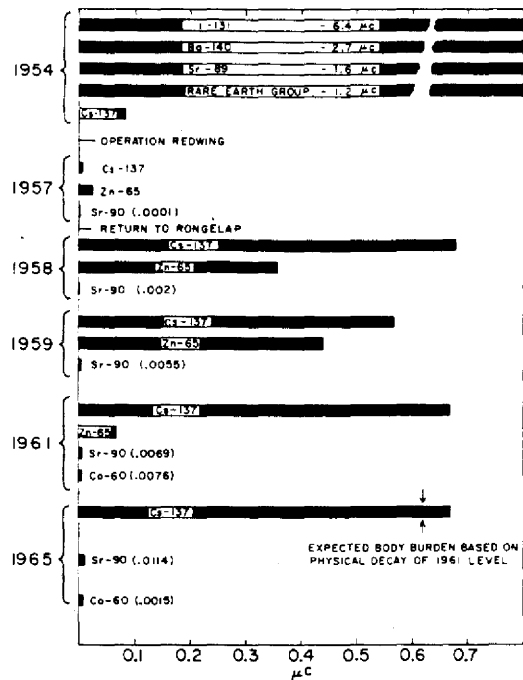 1954
I-131 - 6.4 μc
Ba-140 - 2.7 μc
Sr-89 - 1.6 μc
RARE EARTH GROUP - 1.2 μc
Cs-137
OPERATION REDWING
1957
Cs-137
Zn-65
Sr-90 (.0001)
RETURN TO RONGELAP
1958
Cs-137
Zn-65
Sr-90 (.002)
1959
Cs-137
Zn-65
Sr-90 (.0055)
1961
Cs-137
Zn-65
Sr-90 (.0069)
Co-60 (.0076)
1965
Cs-137
EXPECTED BODY BURDEN BASED ON
PHYSICAL DECAY OF 1961 LEVEL
Sr-90 (.0114)
Co-60 (.0015)
0.1 0.2 0.3 0.4 0.5 0.6 0.7
μc